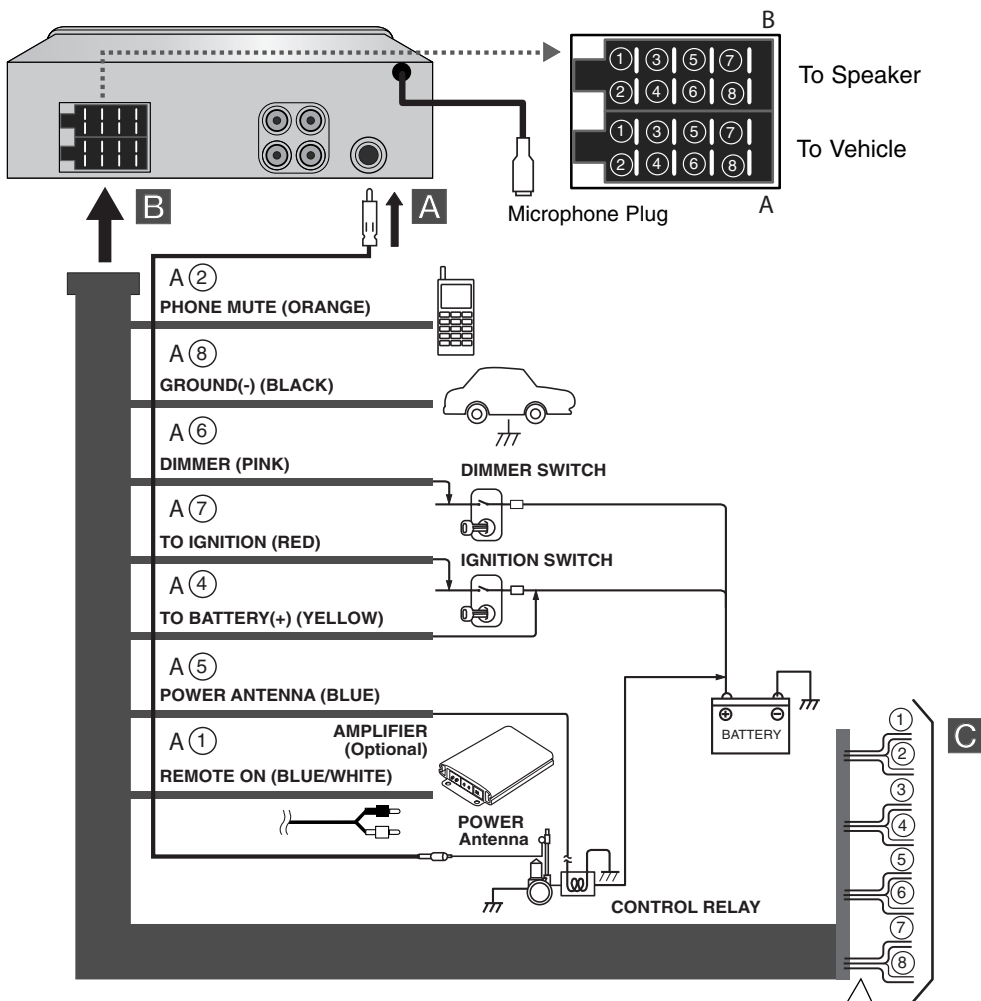 B
① ③ ⑤ ⑦
To Speaker
② ④ ⑥ ⑧
① ③ ⑤ ⑦
To Vehicle
② ④ ⑥ ⑧
A
B
A
Microphone Plug
A ②
PHONE MUTE (ORANGE)
A ⑧
GROUND(-) (BLACK)
A ⑥
DIMMER (PINK)
DIMMER SWITCH
A ⑦
TO IGNITION (RED)
IGNITION SWITCH
A ④
TO BATTERY(+) (YELLOW)
A ⑤
POWER ANTENNA (BLUE)
BATTERY
A ①
AMPLIFIER
(Optional)
REMOTE ON (BLUE/WHITE)
POWER
Antenna
CONTROL RELAY
C
①
②
③
④
⑤
⑥
⑦
⑧